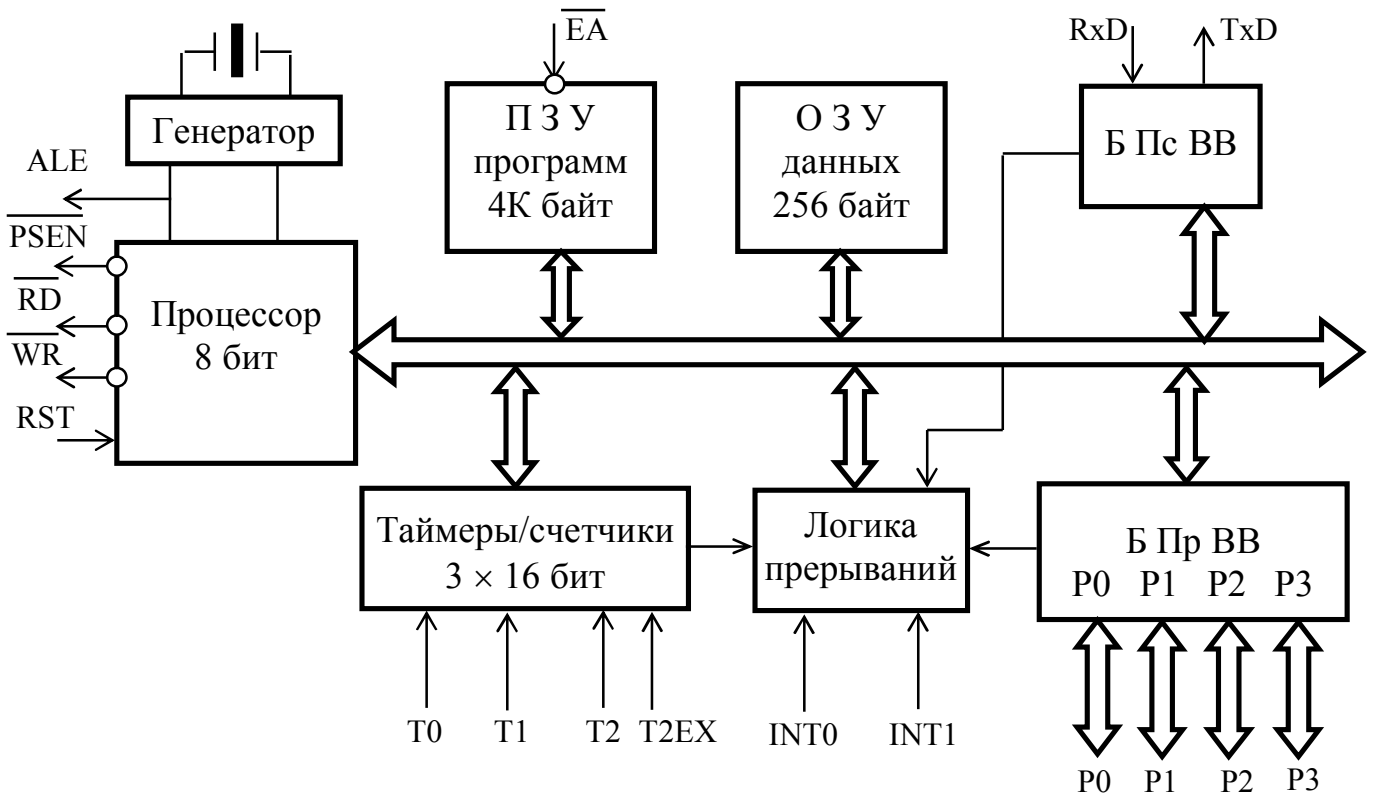 EA
RxD
TxD
Генератор
П З У
программ
4К байт
О З У
данных
256 байт
Б Пс ВВ
ALE
PSEN
RD
WR
RST
Процессор
8 бит
Таймеры/счетчики
3 × 16 бит
Логика
прерываний
Б Пр ВВ
P0 P1 P2 P3
T0 T1 T2 T2EX
INT0 INT1
P0 P1 P2 P3